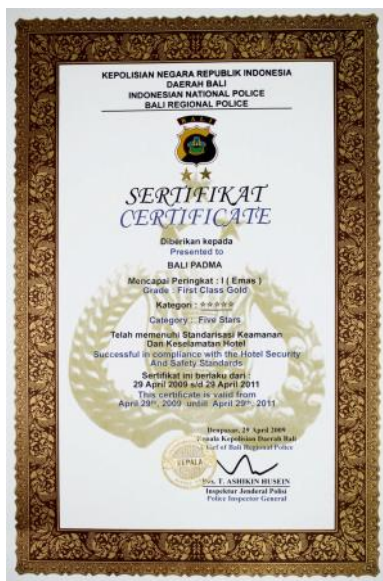 KEPOLISIAN NEGARA REPUBLIK INDONESIA
DAERAH BALI
INDONESIAN NATIONAL POLICE
BALI REGIONAL POLICE
BALI
SERTIFIKAT
CERTIFICATE
Diberikan kepada
Presented to
BALI PADMA
Mencapai Peringkat : I ( Emas )
Grade : First Class Gold
Kategori : ☆☆☆☆☆
Category : Five Stars
Telah memenuhi Standarisasi Keamanan
Dan Keselamatan Hotel
Successful in compliance with the Hotel Security
And Safety Standards
Sertifikat ini berlaku dari :
29 April 2009 s/d 29 April 2011
This certificate is valid from
April 29th, 2009 untill April 29th, 2011
Denpasar, 29 April 2009
Kepala Kepolisian Daerah Bali
of Bali Regional Police
KEPALA
Drs. T. ASHIKIN HUSEIN
Inspektur Jenderal Polisi
Police Inspector General